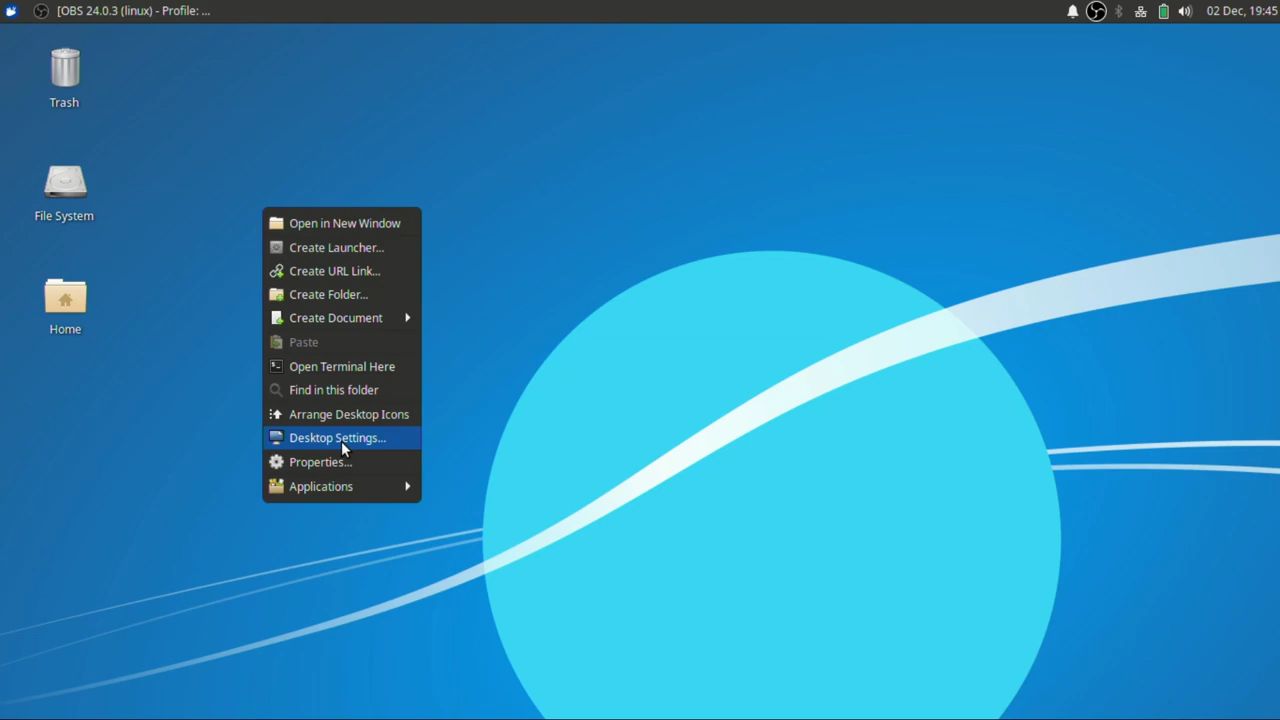 [OBS 24.0.3 (linux) - Profile: ...
02 Dec, 19:45
Trash
File System
Home
Open in New Window
Create Launcher...
Create URL Link...
Create Folder...
Create Document
Paste
Open Terminal Here
Find in this folder
Arrange Desktop Icons
Desktop Settings...
Properties...
Applications